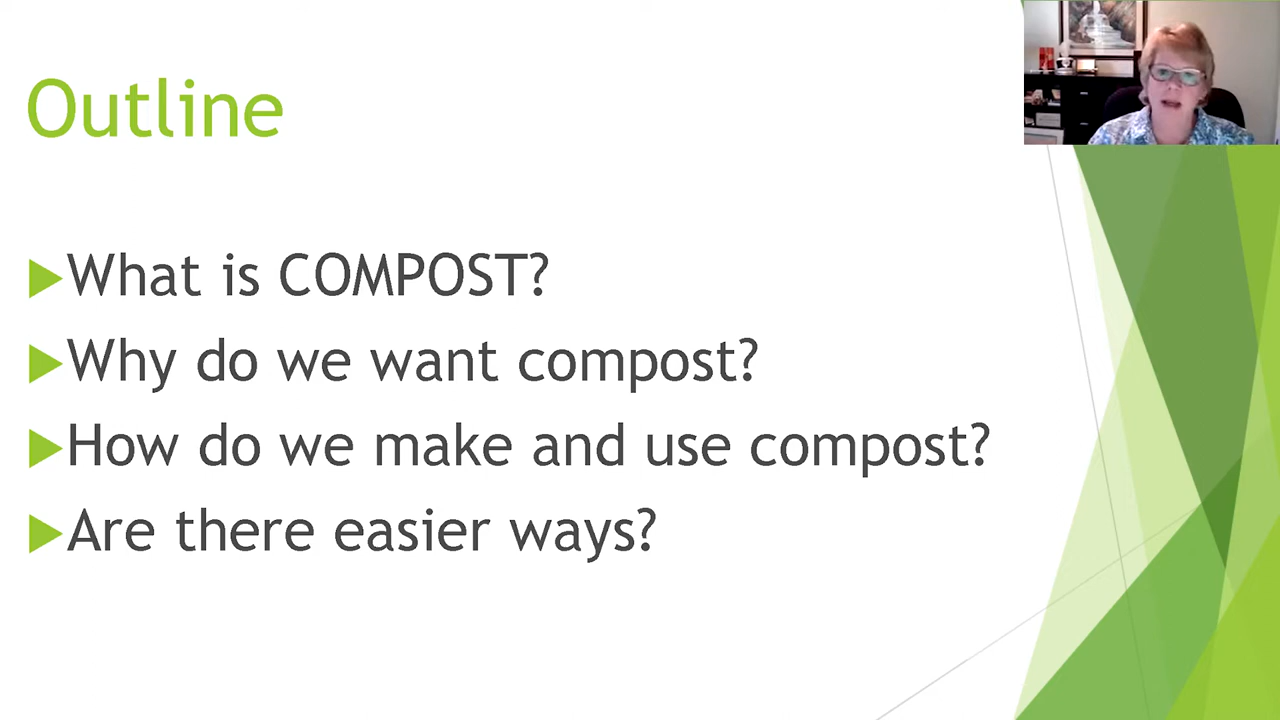 Outline
What is COMPOST?
Why do we want compost?
How do we make and use compost?
Are there easier ways?